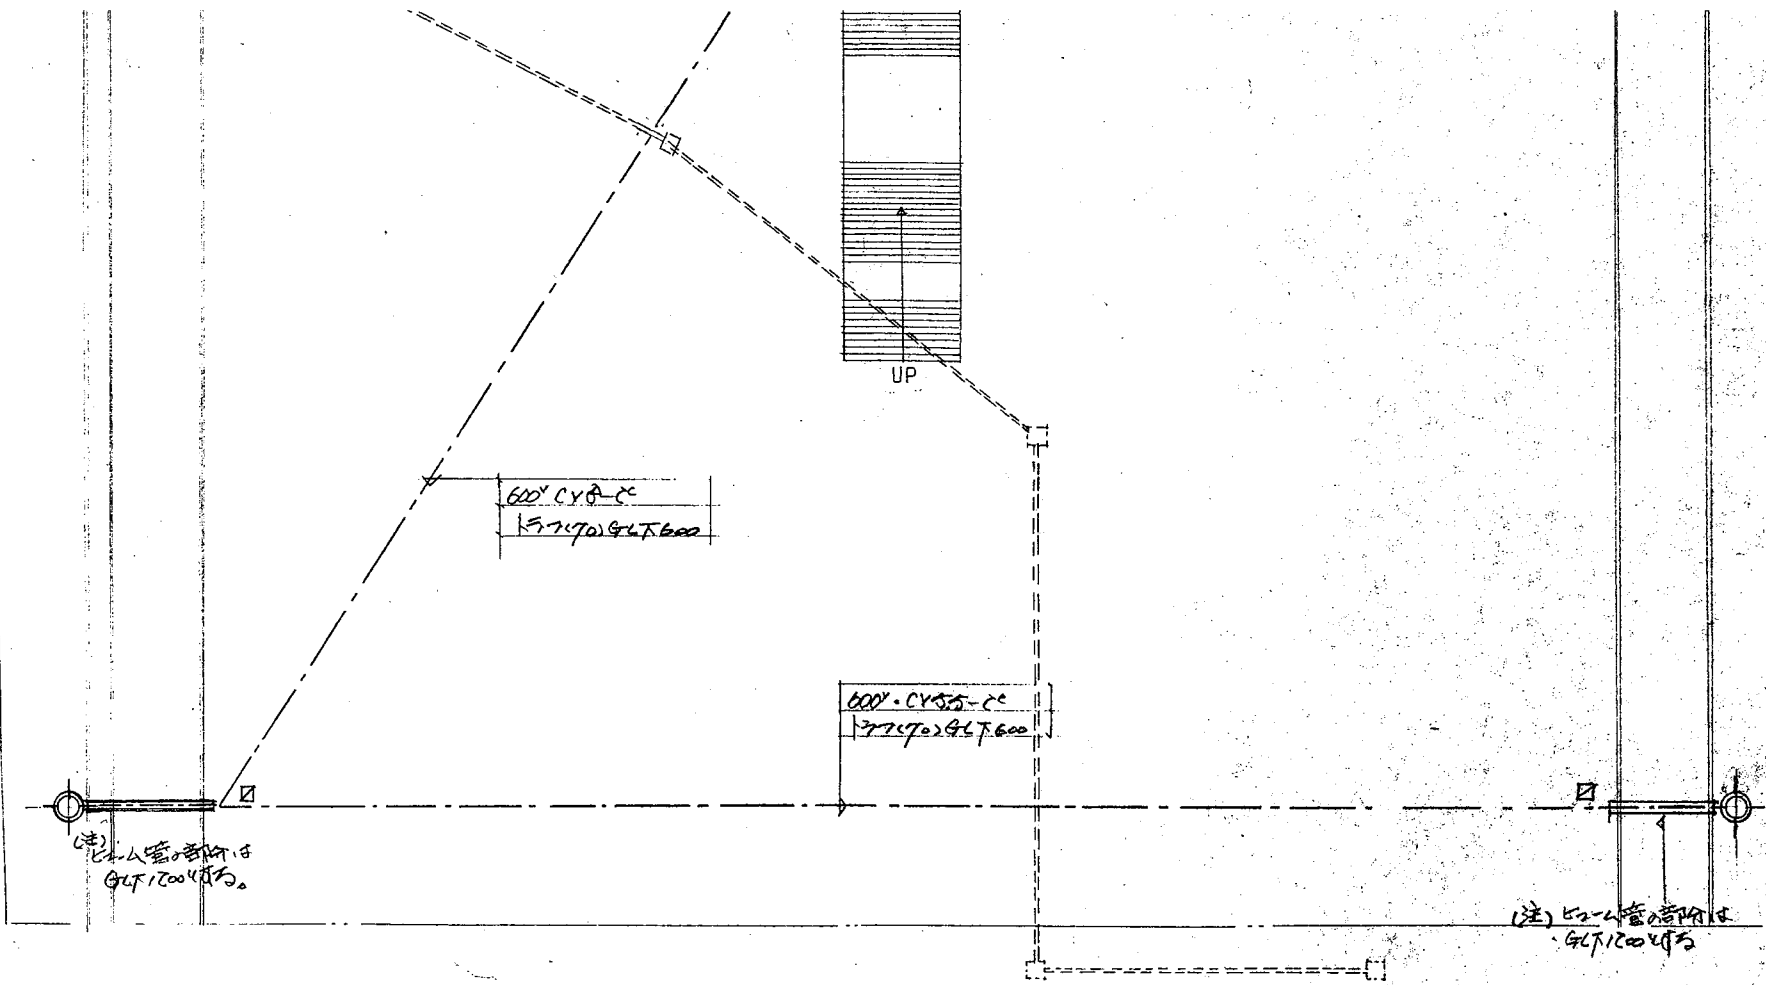 UP
600V CV8-2C
トラフ(70)GL下600
600V・CV5.5-2C
トラフ(70)GL下600
(注)
ヒューム管の部分は
GL下1200とする。
(注) ヒューム管の部分は
GL下1200とする